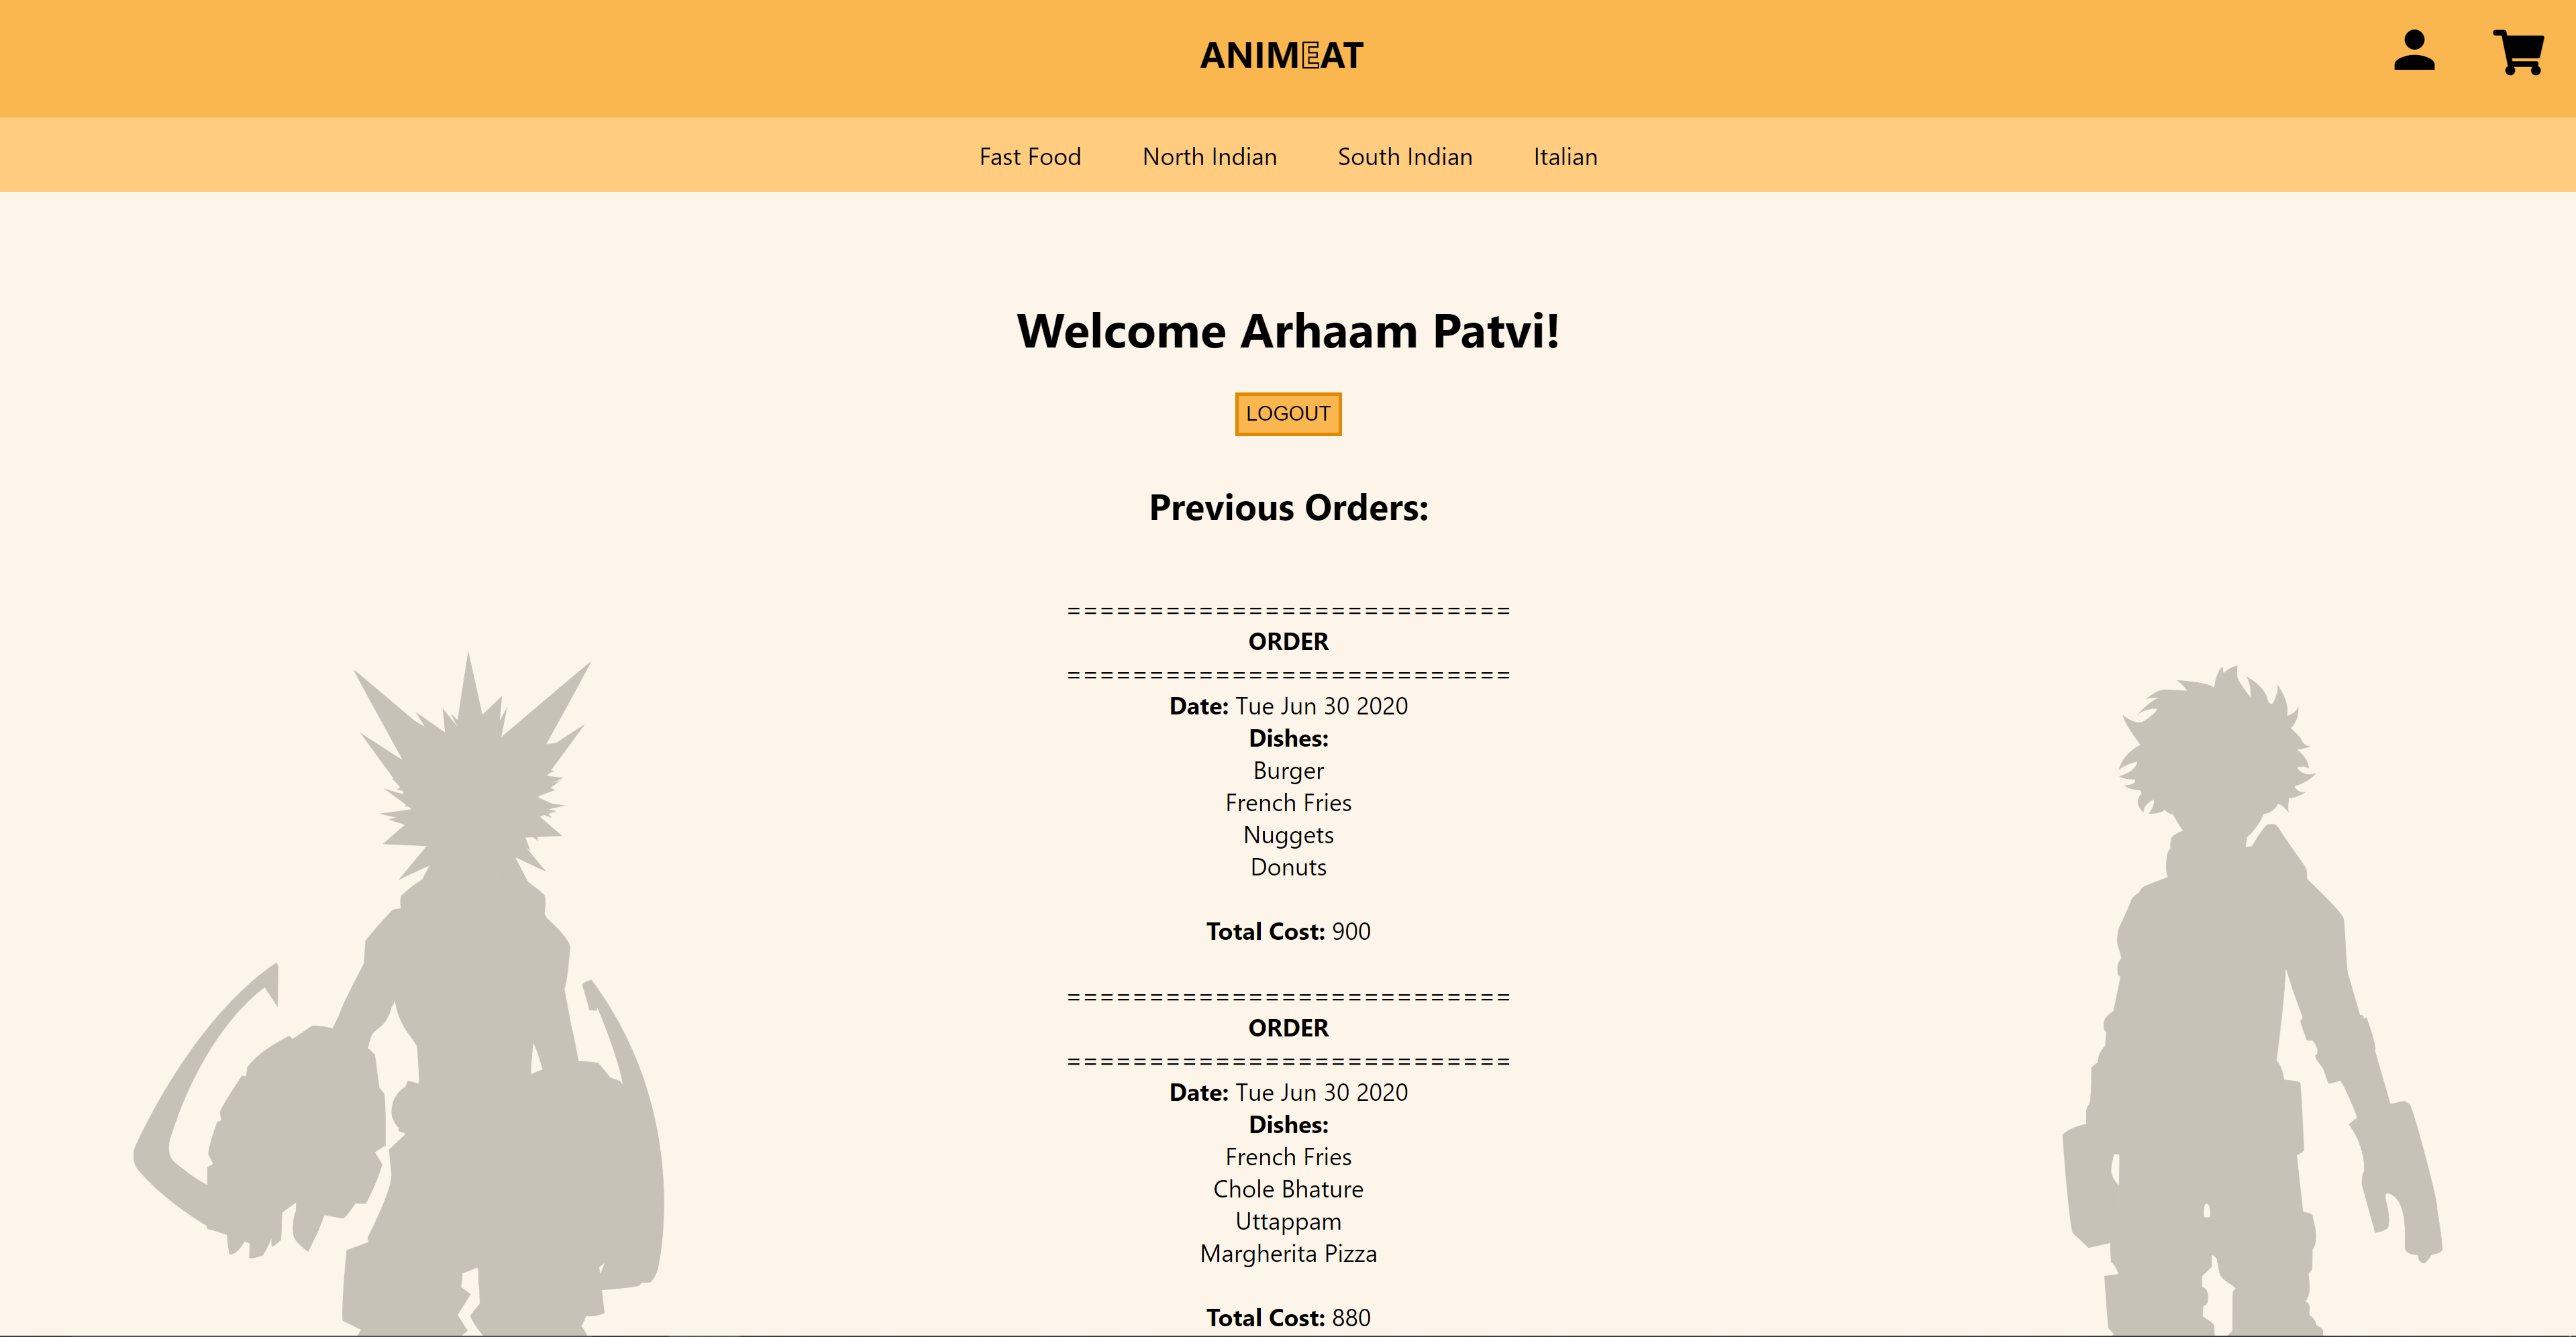 ANIMEAT
Fast Food North Indian South Indian Italian
Welcome Arhaam Patvi!
LOGOUT
Previous Orders:
===========================
ORDER
===========================
Date: Tue Jun 30 2020
Dishes:
Burger
French Fries
Nuggets
Donuts
Total Cost: 900
===========================
ORDER
===========================
Date: Tue Jun 30 2020
Dishes:
French Fries
Chole Bhature
Uttappam
Margherita Pizza
Total Cost: 880